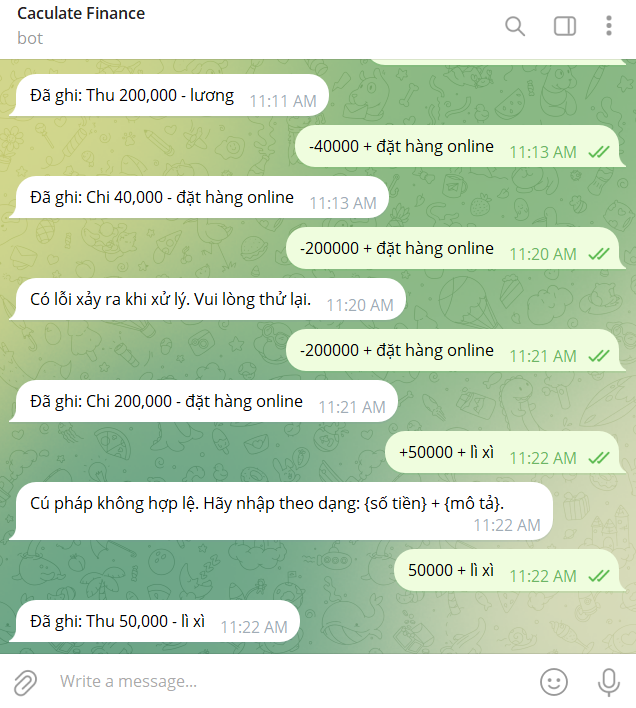 Caculate Finance
bot
Đã ghi: Thu 200,000 - lương 11:11 AM
-40000 + đặt hàng online 11:13 AM
Đã ghi: Chi 40,000 - đặt hàng online 11:13 AM
-200000 + đặt hàng online 11:20 AM
Có lỗi xảy ra khi xử lý. Vui lòng thử lại. 11:20 AM
-200000 + đặt hàng online 11:21 AM
Đã ghi: Chi 200,000 - đặt hàng online 11:21 AM
+50000 + lì xì 11:22 AM
Cú pháp không hợp lệ. Hãy nhập theo dạng: {số tiền} + {mô tả}.
11:22 AM
50000 + lì xì 11:22 AM
Đã ghi: Thu 50,000 - lì xì 11:22 AM
Write a message...